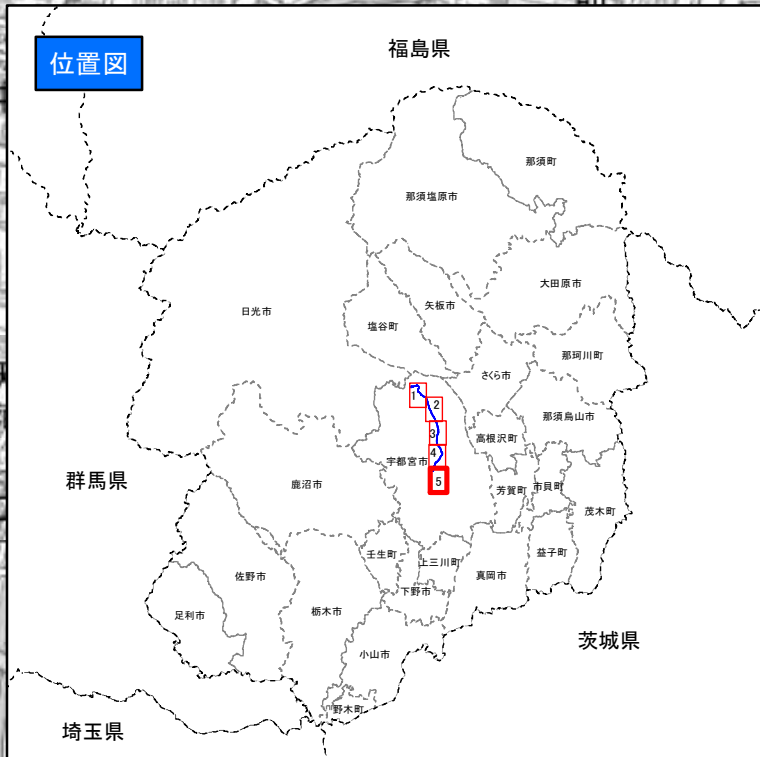 位置図
福島県
那須町
那須塩原市
大田原市
矢板市
日光市
塩谷町
那珂川町
さくら市
1
2
那須烏山市
3
高根沢町
4
宇都宮市
群馬県
5
鹿沼市
芳賀町
市貝町
茂木町
壬生町
上三川町
益子町
佐野市
真岡市
下野市
足利市
栃木市
茨城県
小山市
野木町
埼玉県